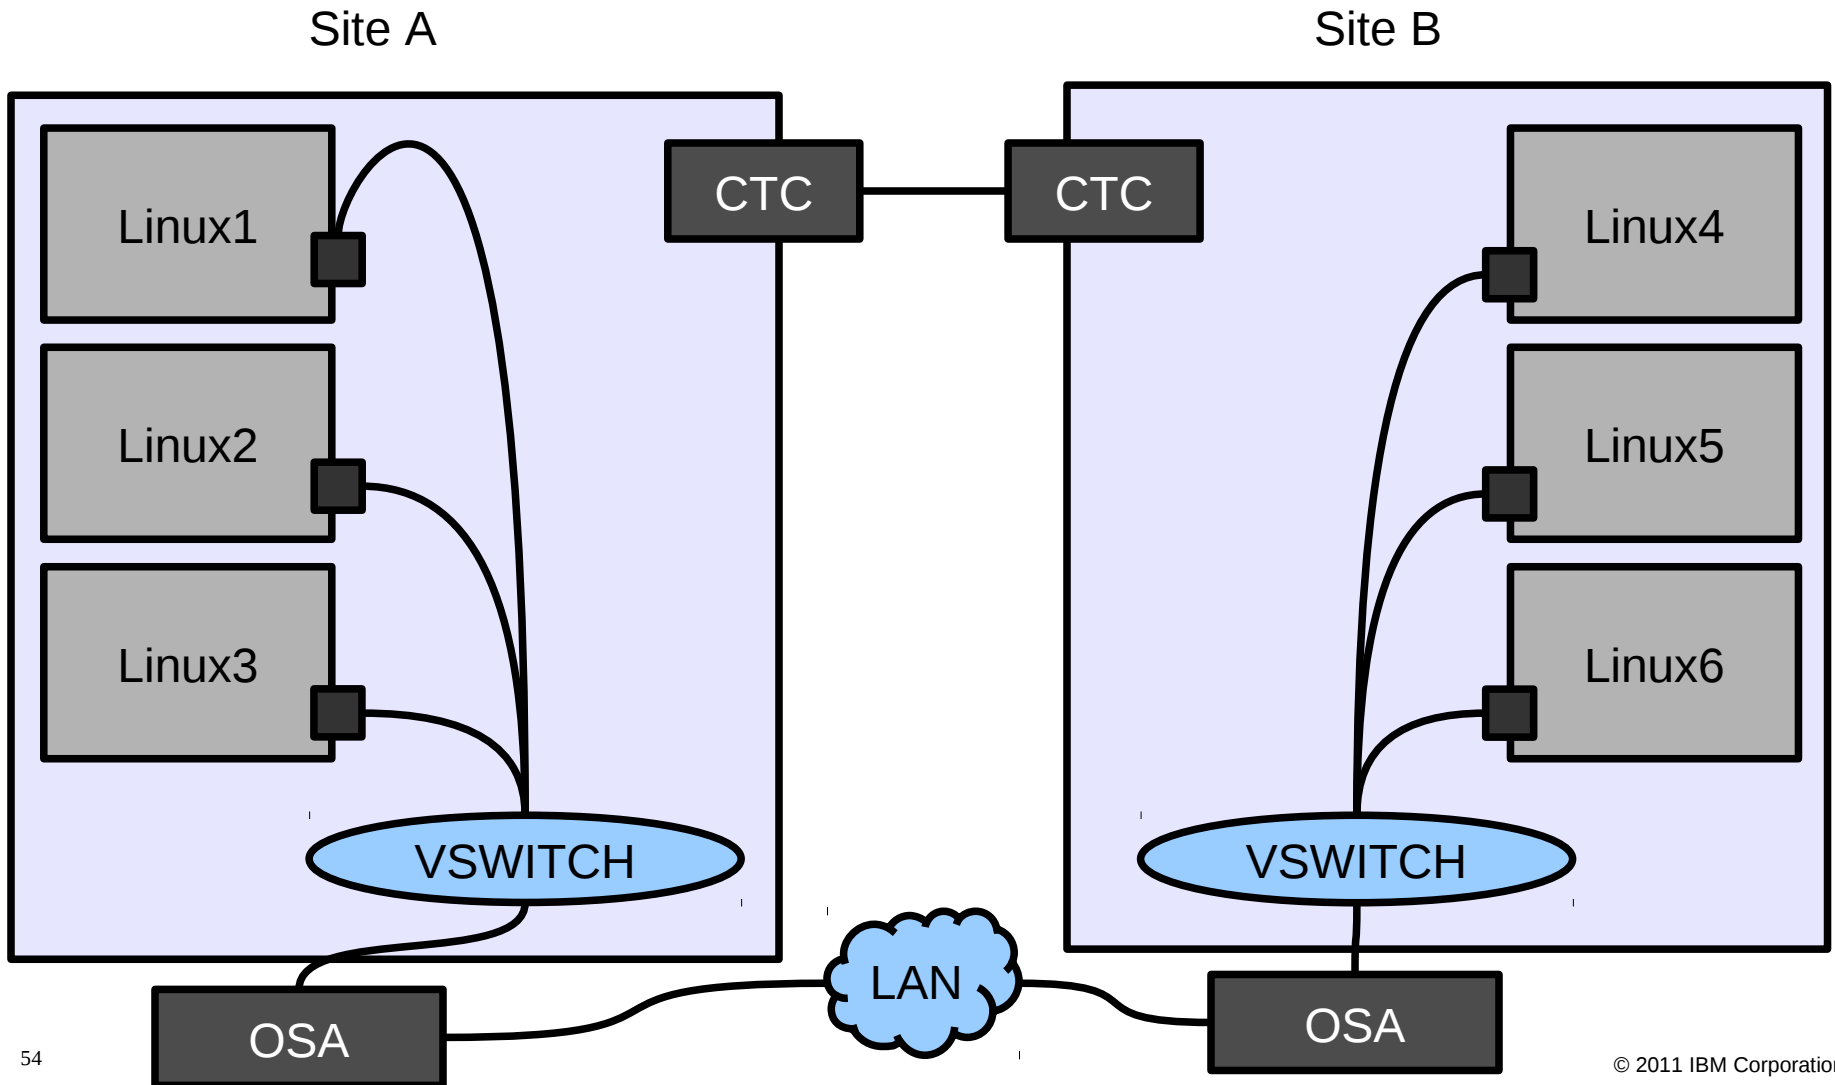 Site A
Site B
Linux1
CTC
CTC
Linux4
Linux2
Linux5
Linux3
Linux6
VSWITCH
VSWITCH
LAN
OSA
OSA
54
© 2011 IBM Corporation